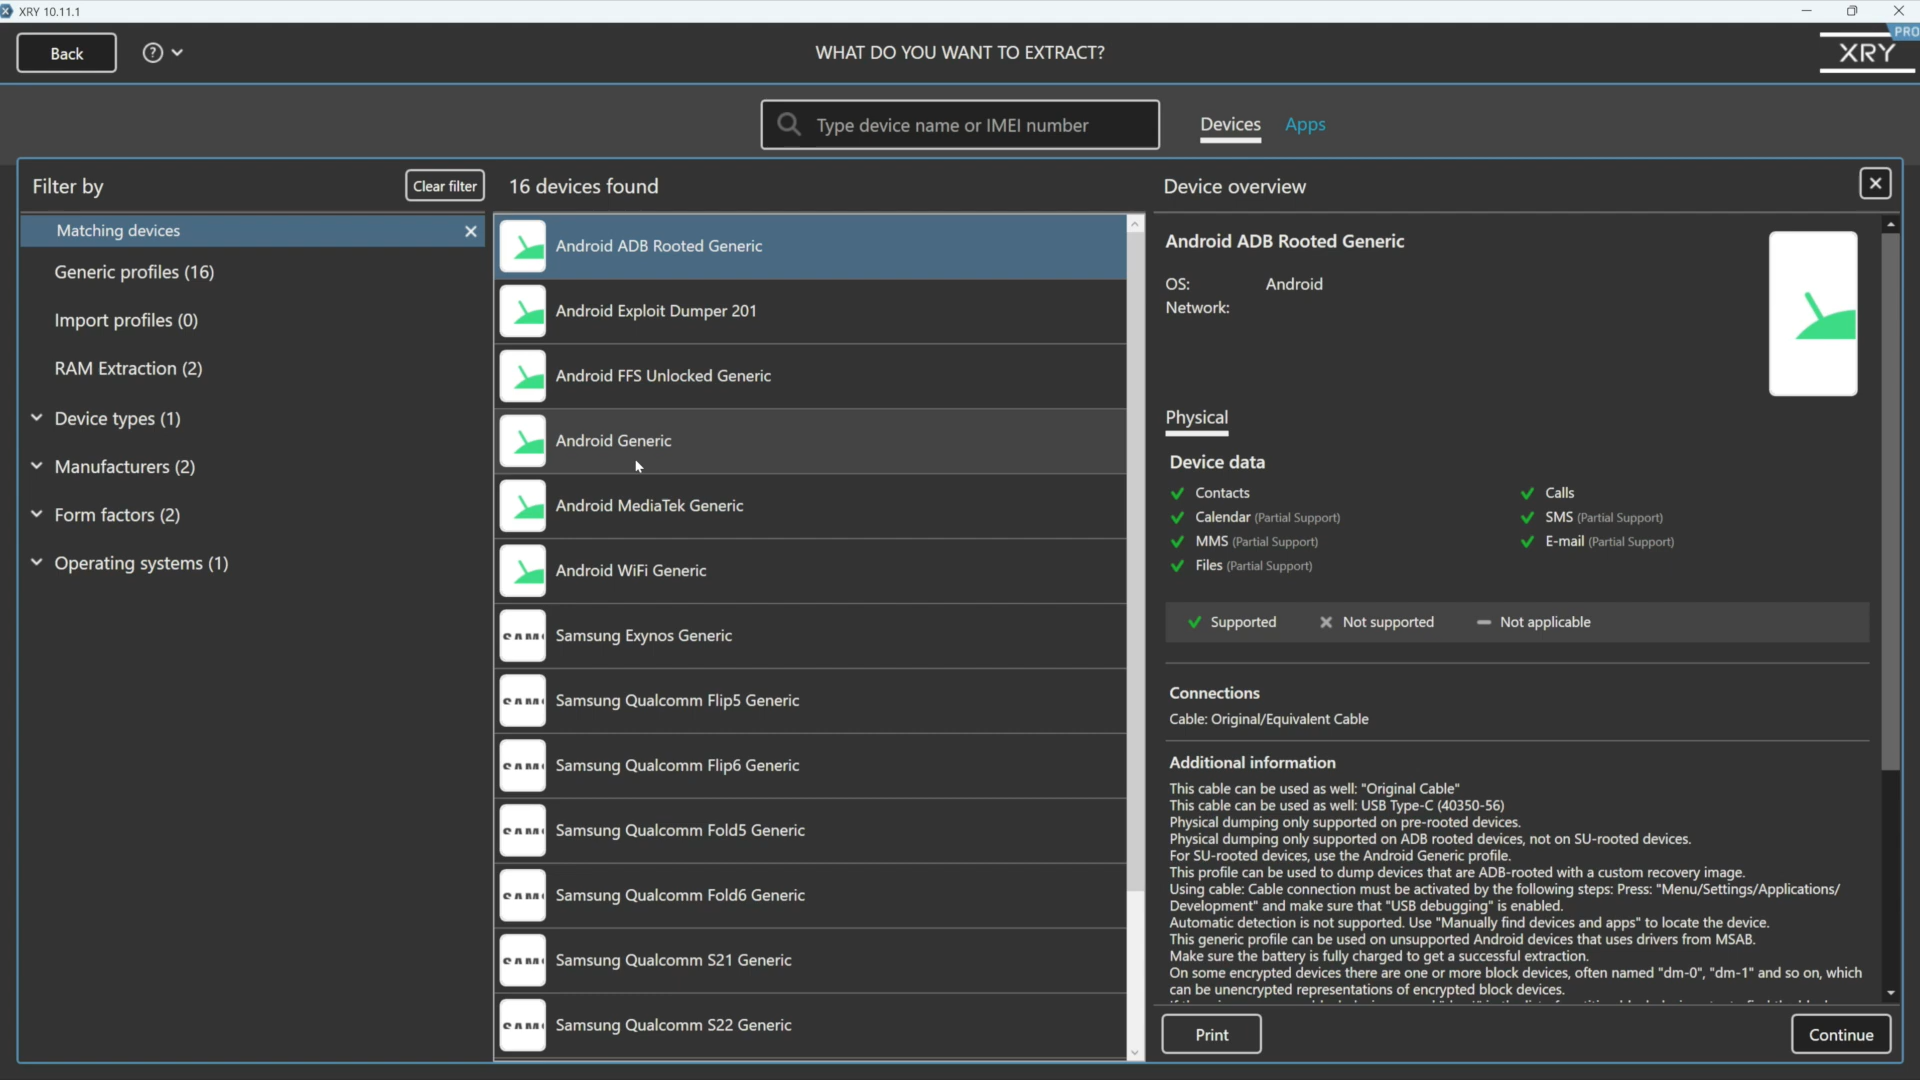 XRY 10.11.1
Back
WHAT DO YOU WANT TO EXTRACT?
PRO
XRY
Type device name or IMEI number
Devices
Apps
Filter by
Clear filter
16 devices found
Device overview
Matching devices
Generic profiles (16)
Import profiles (0)
RAM Extraction (2)
Device types (1)
Manufacturers (2)
Form factors (2)
Operating systems (1)
Android ADB Rooted Generic
Android Exploit Dumper 201
Android FFS Unlocked Generic
Android Generic
Android MediaTek Generic
Android WiFi Generic
Samsung Exynos Generic
Samsung Qualcomm Flip5 Generic
Samsung Qualcomm Flip6 Generic
Samsung Qualcomm Fold5 Generic
Samsung Qualcomm Fold6 Generic
Samsung Qualcomm S21 Generic
Samsung Qualcomm S22 Generic
Android ADB Rooted Generic
OS: Android
Network:
Physical
Device data
Contacts
Calls
Calendar (Partial Support)
SMS (Partial Support)
MMS (Partial Support)
E-mail (Partial Support)
Files (Partial Support)
Supported
Not supported
Not applicable
Connections
Cable: Original/Equivalent Cable
Additional information
This cable can be used as well: "Original Cable"
This cable can be used as well: USB Type-C (40350-56)
Physical dumping only supported on pre-rooted devices.
Physical dumping only supported on ADB rooted devices, not on SU-rooted devices.
For SU-rooted devices, use the Android Generic profile.
This profile can be used to dump devices that are ADB-rooted with a custom recovery image.
Using cable: Cable connection must be activated by the following steps: Press: "Menu/Settings/Applications/
Development" and make sure that "USB debugging" is enabled.
Automatic detection is not supported. Use "Manually find devices and apps" to locate the device.
This generic profile can be used on unsupported Android devices that uses drivers from MSAB.
Make sure the battery is fully charged to get a successful extraction.
On some encrypted devices there are one or more block devices, often named "dm-0", "dm-1" and so on, which
can be unencrypted representations of encrypted block devices.
Print
Continue